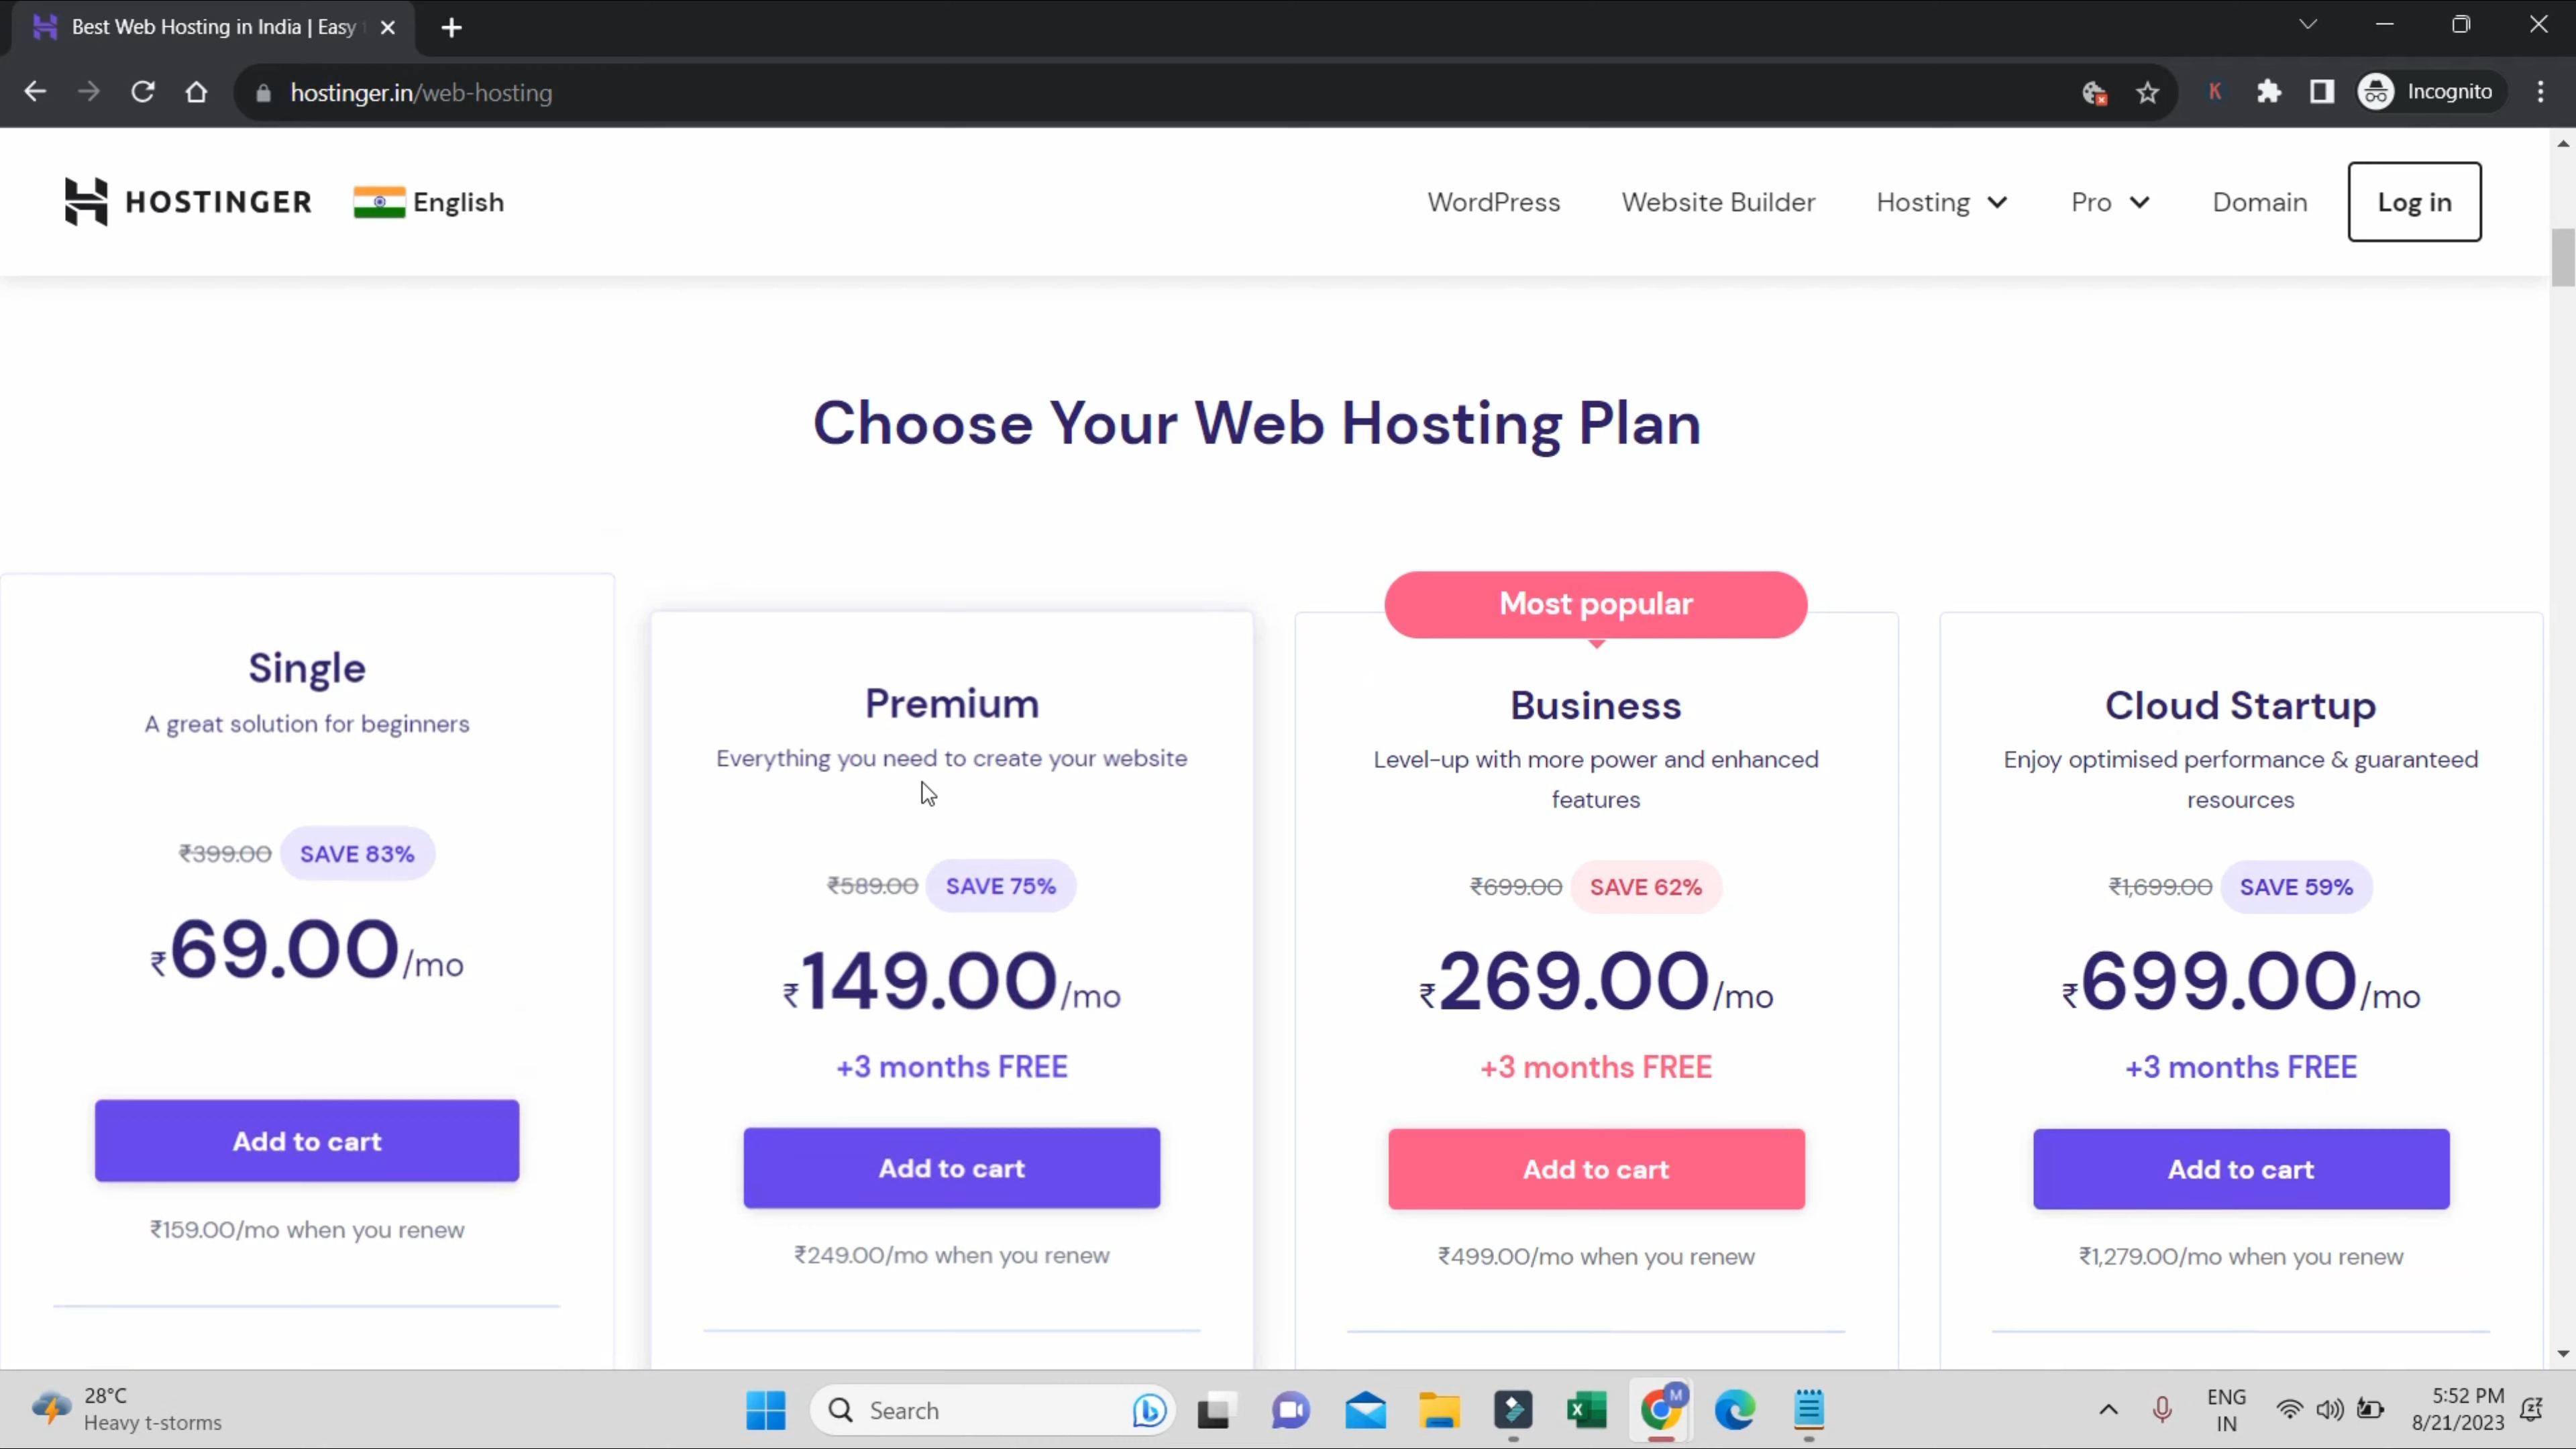 Best Web Hosting in India | Easy
hostinger.in/web-hosting
K
Incognito
HOSTINGER
English
WordPress
Website Builder
Hosting
Pro
Domain
Log in
Choose Your Web Hosting Plan
Single
A great solution for beginners
₹399.00 SAVE 83%
₹69.00/mo
Add to cart
₹159.00/mo when you renew
Premium
Everything you need to create your website
₹589.00 SAVE 75%
₹149.00/mo
+3 months FREE
Add to cart
₹249.00/mo when you renew
Most popular
Business
Level-up with more power and enhanced
features
₹699.00 SAVE 62%
₹269.00/mo
+3 months FREE
Add to cart
₹499.00/mo when you renew
Cloud Startup
Enjoy optimised performance & guaranteed
resources
₹1,699.00 SAVE 59%
₹699.00/mo
+3 months FREE
Add to cart
₹1,279.00/mo when you renew
28°C
Heavy t-storms
Search
M
ENG
IN
5:52 PM
8/21/2023